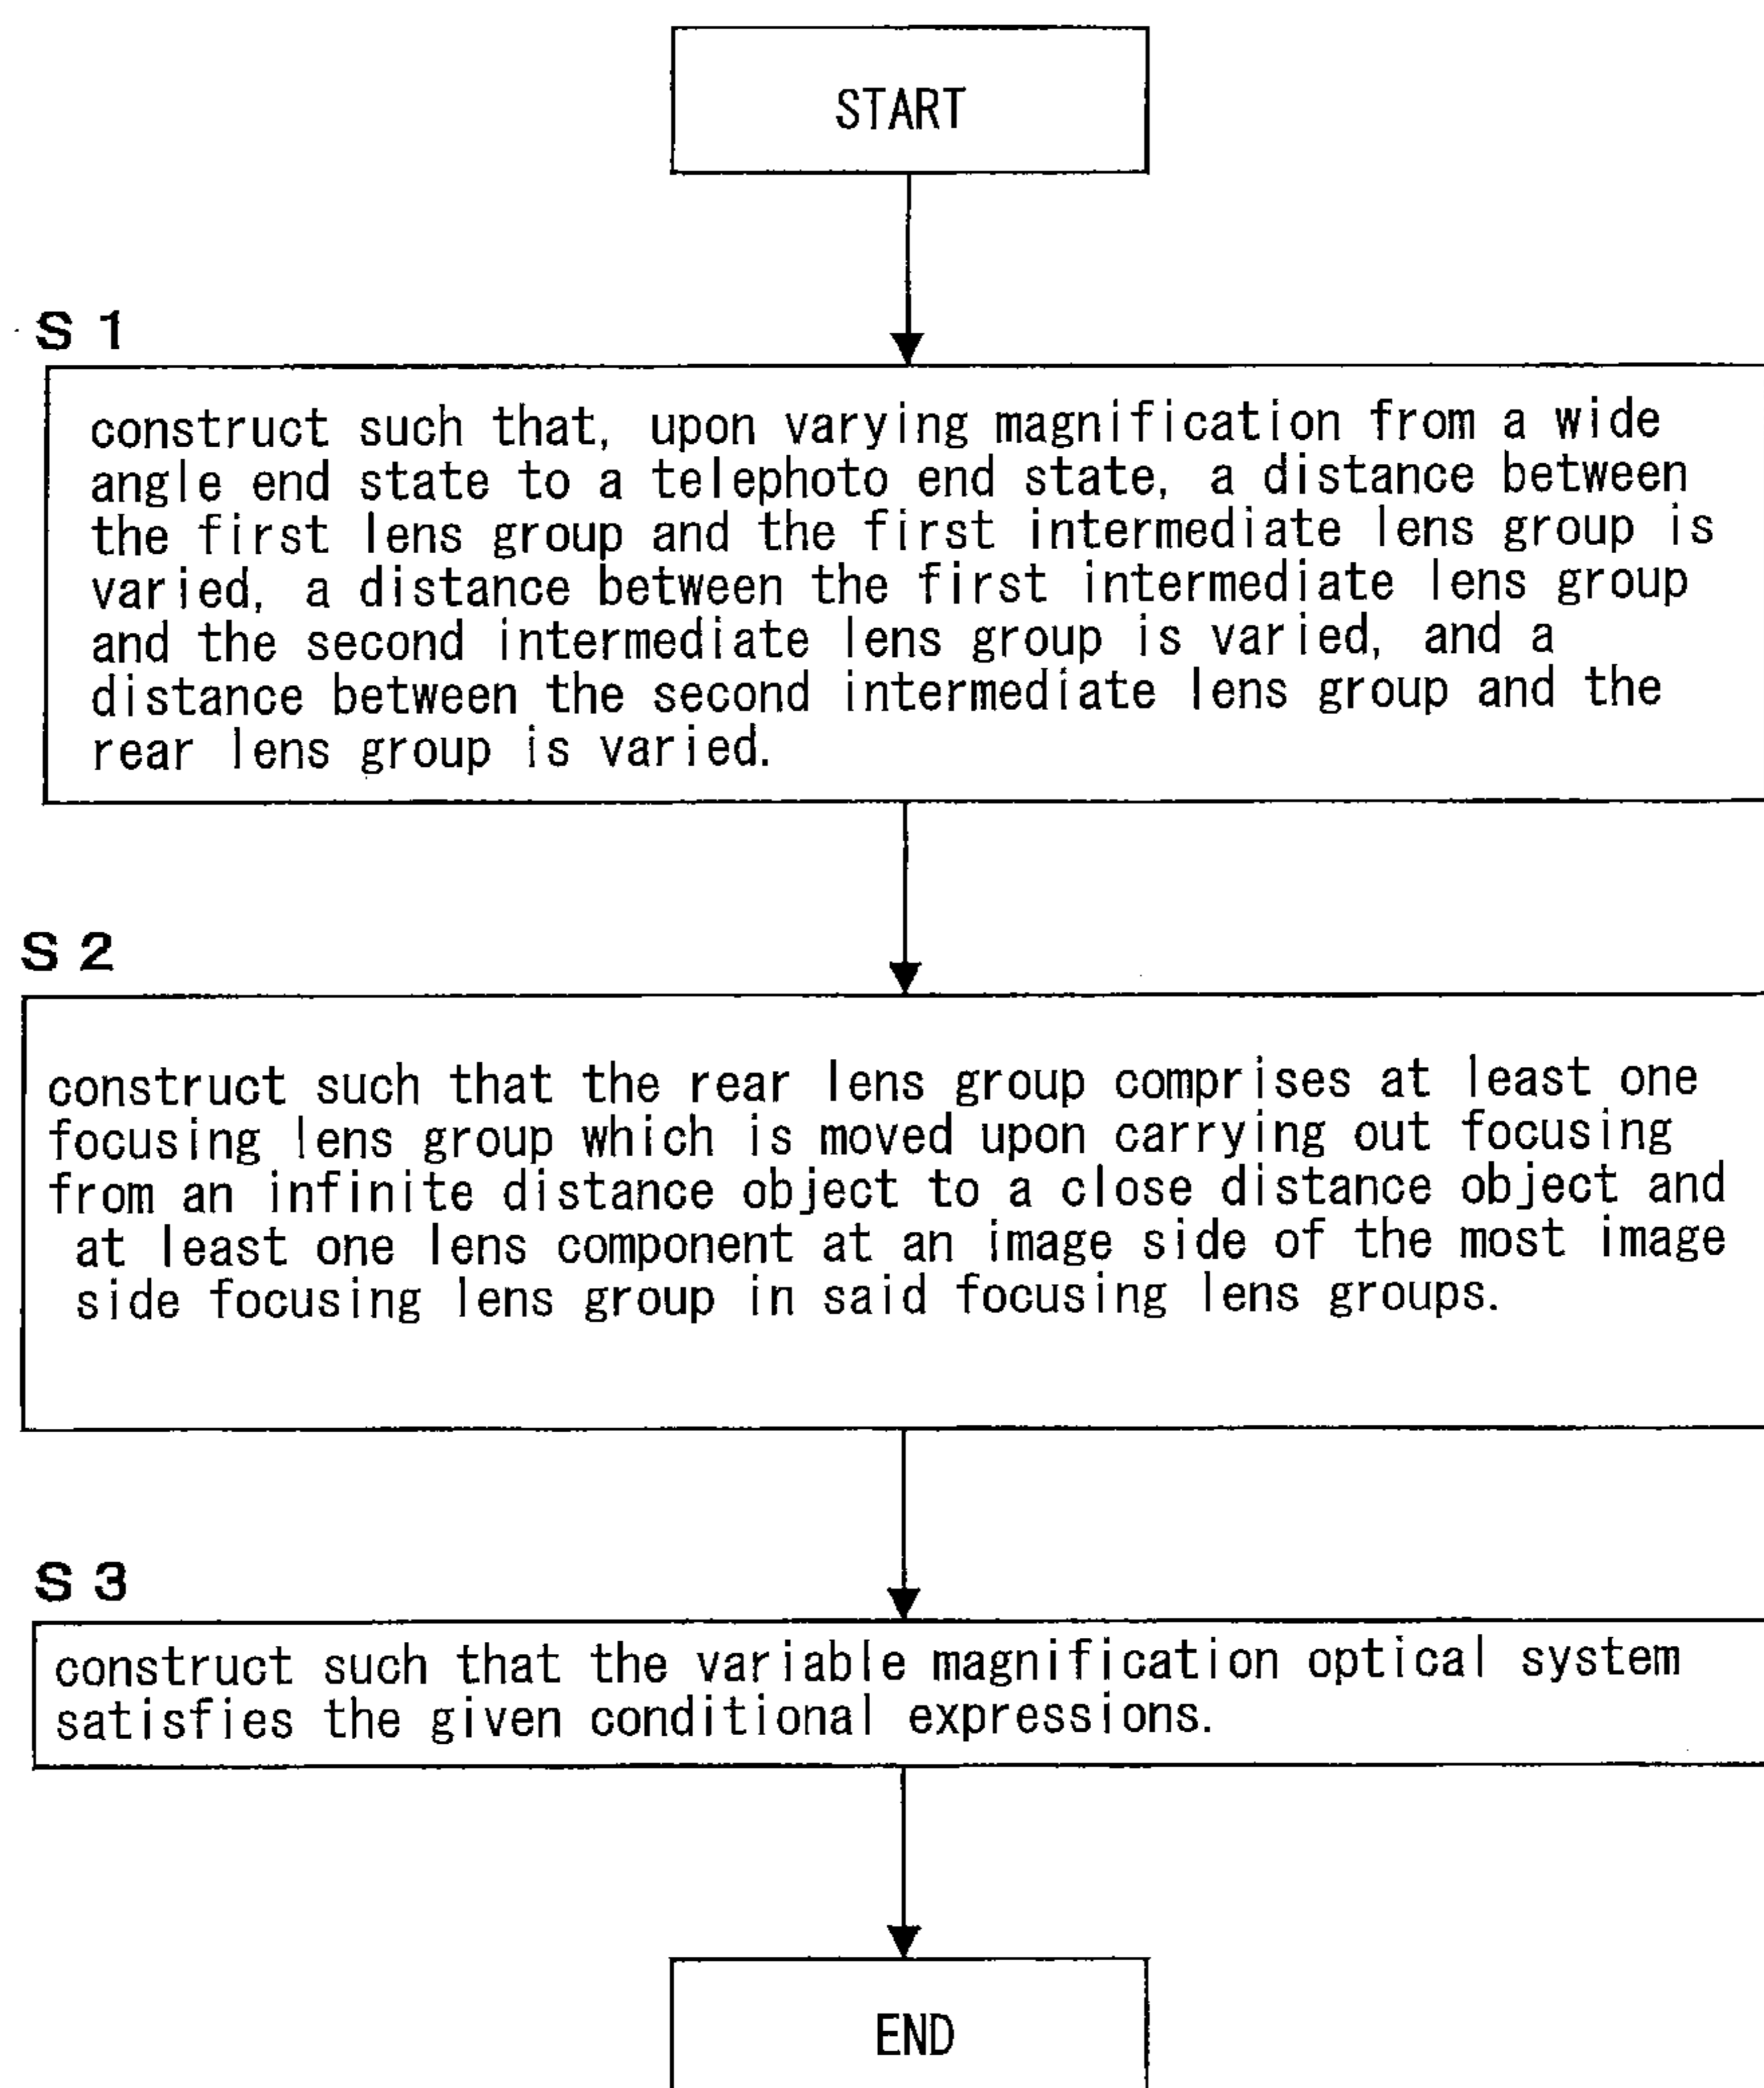 START
S 1
construct such that, upon varying magnification from a wide
angle end state to a telephoto end state, a distance between
the first lens group and the first intermediate lens group is
varied, a distance between the first intermediate lens group
and the second intermediate lens group is varied, and a
distance between the second intermediate lens group and the
rear lens group is varied.
S 2
construct such that the rear lens group comprises at least one
focusing lens group which is moved upon carrying out focusing
from an infinite distance object to a close distance object and
at least one lens component at an image side of the most image
side focusing lens group in said focusing lens groups.
S 3
construct such that the variable magnification optical system
satisfies the given conditional expressions.
END